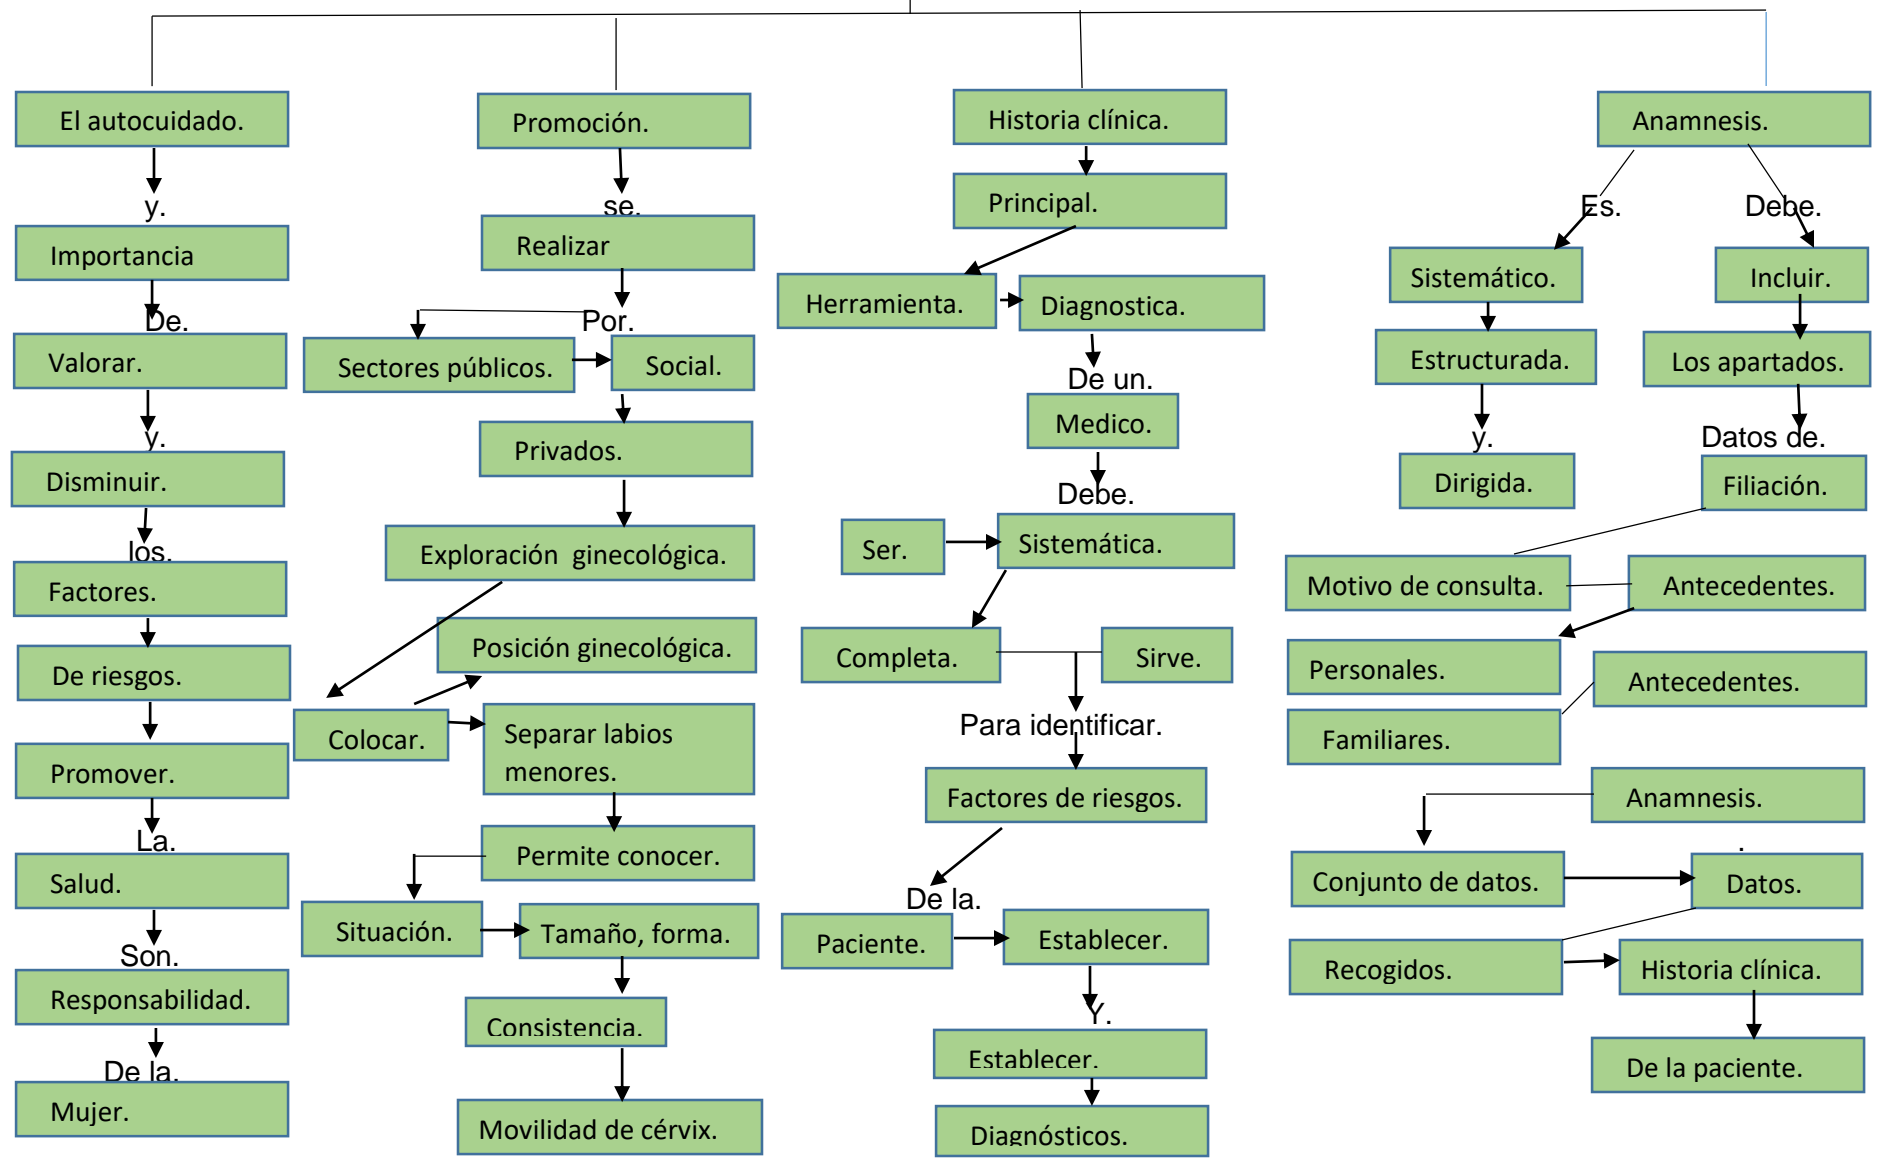 El autocuidado.
y.
Importancia
De.
Valorar.
y.
Disminuir.
los.
Factores.
De riesgos.
Promover.
La.
Salud.
Son.
Responsabilidad.
De la.
Mujer.
Promoción.
se.
Realizar
Por.
Sectores públicos.
Social.
Privados.
Exploración ginecológica.
Posición ginecológica.
Colocar.
Separar labios
menores.
Permite conocer.
Situación.
Tamaño, forma.
Consistencia.
Movilidad de cérvix.
Historia clínica.
Principal.
Herramienta.
Diagnostica.
De un.
Medico.
Debe.
Ser.
Sistemática.
Completa.
Sirve.
Para identificar.
Factores de riesgos.
De la.
Paciente.
Establecer.
Y.
Establecer.
Diagnósticos.
Anamnesis.
Es.
Debe.
Sistemático.
Incluir.
Estructurada.
Los apartados.
y.
Datos de.
Dirigida.
Filiación.
Motivo de consulta.
Antecedentes.
Personales.
Antecedentes.
Familiares.
Anamnesis.
.
Conjunto de datos.
Datos.
Recogidos.
Historia clínica.
De la paciente.